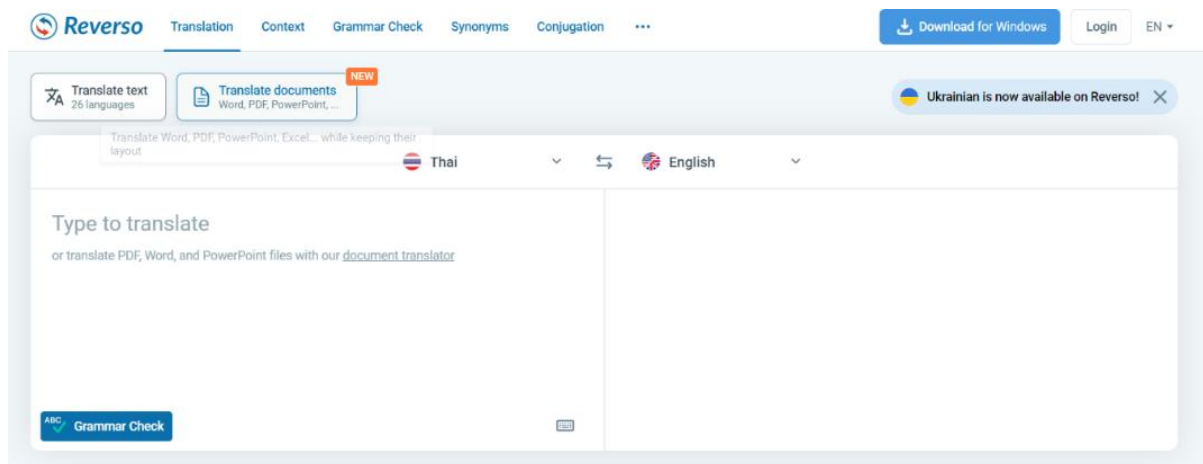 Reverso Translation Context Grammar Check Synonyms Conjugation ••• Download for Windows Login EN
NEW
Translate text
26 languages
Translate documents
Word, PDF, PowerPoint, ...
Ukrainian is now available on Reverso!
Translate Word, PDF, PowerPoint, Excel... while keeping their
layout
Thai English
Type to translate
or translate PDF, Word, and PowerPoint files with our document translator
ABC Grammar Check